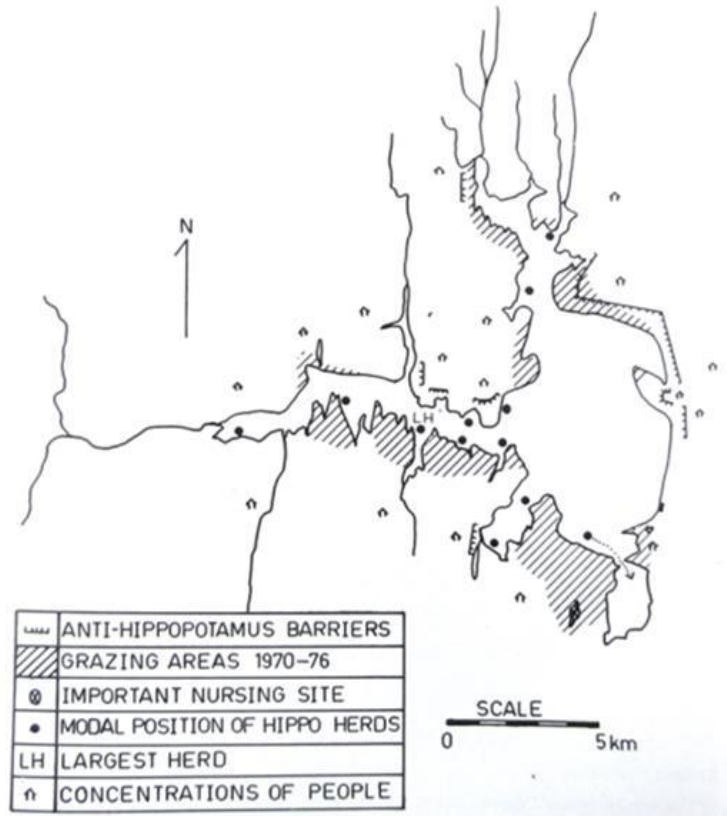 N
LH
ANTI-HIPPOPOTAMUS BARRIERS
GRAZING AREAS 1970-76
IMPORTANT NURSING SITE
MODAL POSITION OF HIPPO HERDS
LH LARGEST HERD
CONCENTRATIONS OF PEOPLE
SCALE
0 5km